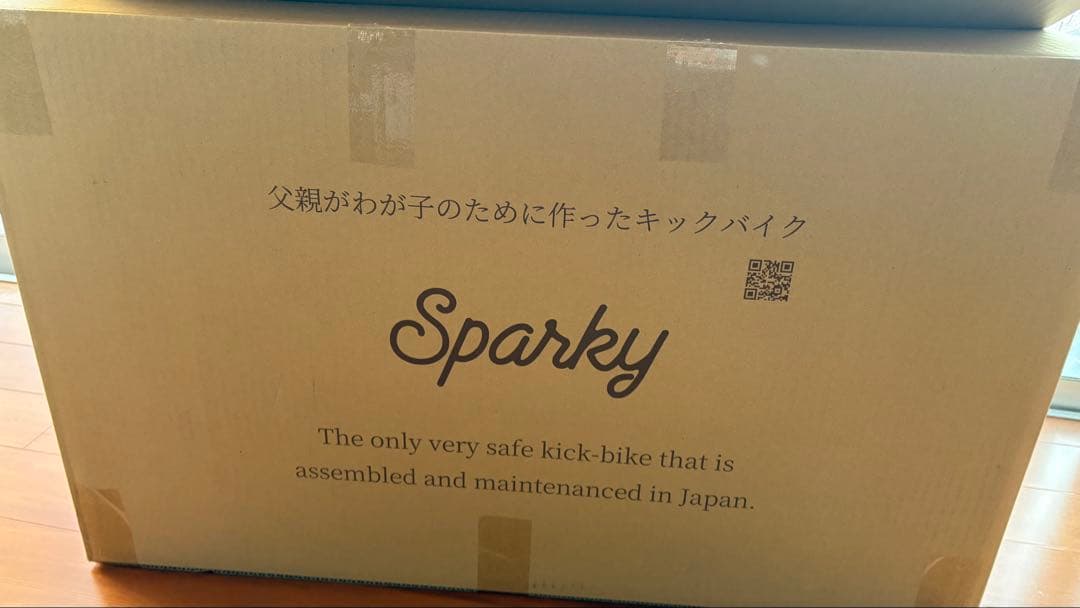 父親がわが子のために作ったキックバイク
Sparky
The only very safe kick-bike that is
assembled and maintenanced in Japan.